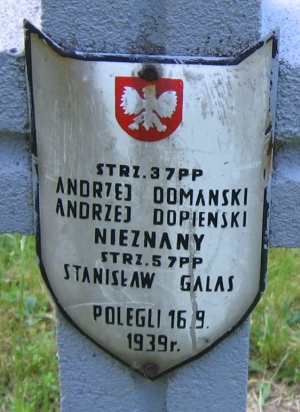 STRZ. 37PP
ANDRZEJ DOMANSKI
ANDRZEJ DOPIENSKI
NIEZNANY
STRZ. 57PP
STANISŁAW GALAS
POLEGLI 16.9.
1939r.